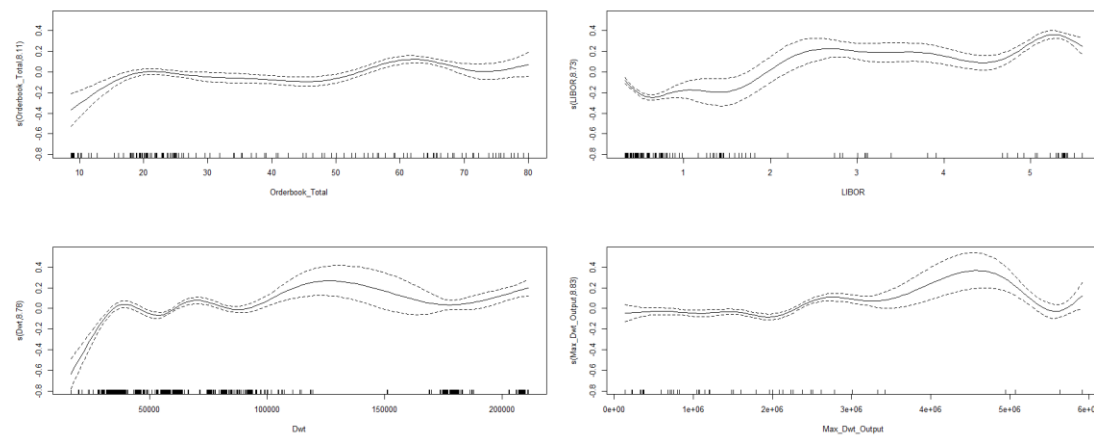 s(Orderbook_Total,8.11)
0.4
0.2
0.0
-0.2
-0.4
-0.6
-0.8
10 20 30 40 50 60 70 80
Orderbook_Total
s(LIBOR,8.73)
0.4
0.2
0.0
-0.2
-0.4
-0.6
-0.8
1 2 3 4 5
LIBOR
s(Dwt,8.78)
0.4
0.2
0.0
-0.2
-0.4
-0.6
-0.8
50000 100000 150000 200000
Dwt
s(Max_Dwt_Output,8.83)
0.4
0.2
0.0
-0.2
-0.4
-0.6
-0.8
0e+00 1e+06 2e+06 3e+06 4e+06 5e+06
Max_Dwt_Output